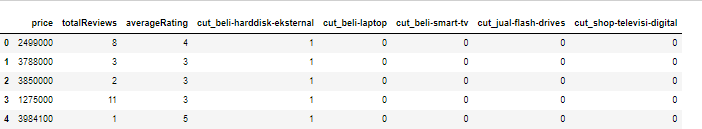 price totalReviews averageRating cut_beli-harddisk-eksternal cut_beli-laptop cut_beli-smart-tv cut_jual-flash-drives cut_shop-televisi-digital
0 2499000 8 4 1 0 0 0 0
1 3788000 3 3 1 0 0 0 0
2 3850000 2 3 1 0 0 0 0
3 1275000 11 3 1 0 0 0 0
4 3984100 1 5 1 0 0 0 0